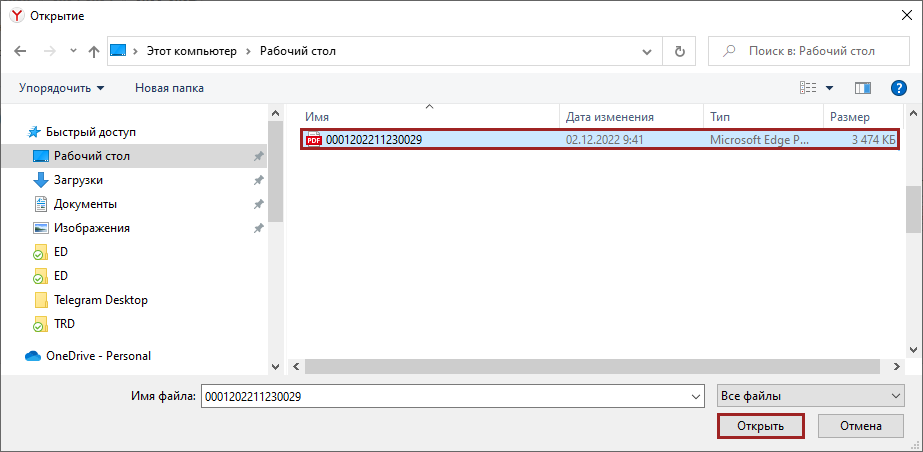 Открытие
Этот компьютер > Рабочий стол
Поиск в: Рабочий стол
Упорядочить
Новая папка
Имя
Дата изменения
Тип
Размер
PDF 0001202211230029
02.12.2022 9:41
Microsoft Edge P...
3 474 КБ
Быстрый доступ
Рабочий стол
Загрузки
Документы
Изображения
ED
ED
Telegram Desktop
TRD
OneDrive - Personal
Имя файла:
0001202211230029
Все файлы
Открыть
Отмена